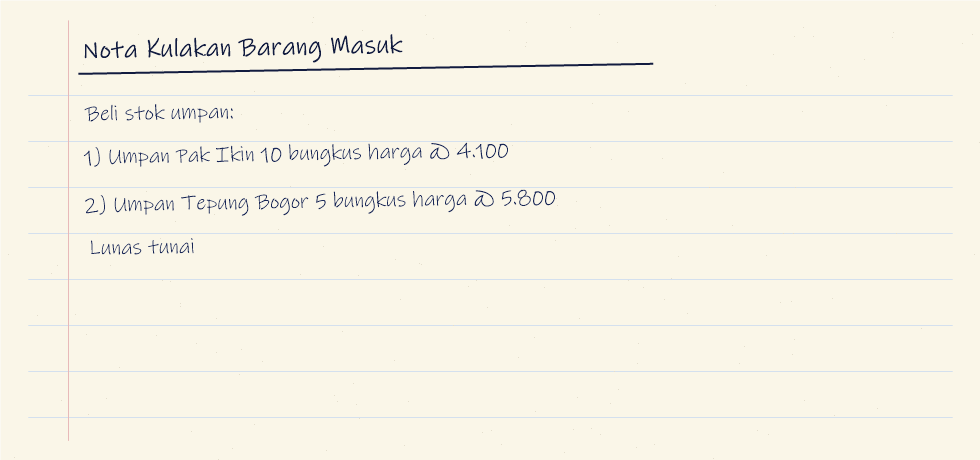 Nota Kulakan Barang Masuk
Beli stok umpan:
1) Umpan Pak Ikin 10 bungkus harga @ 4.100
2) Umpan Tepung Bogor 5 bungkus harga @ 5.800
Lunas tunai